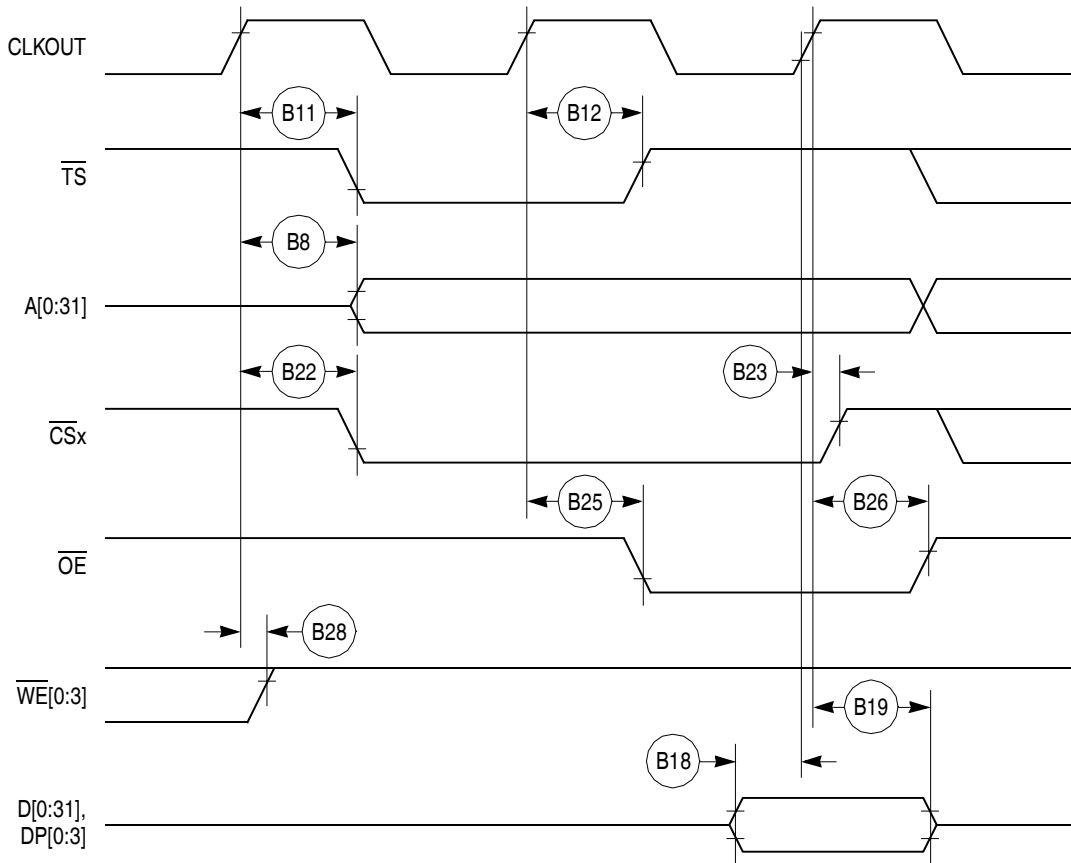 CLKOUT
B11
B12
TS
B8
A[0:31]
B22
B23
CSx
B25
B26
OE
B28
WE[0:3]
B19
B18
D[0:31],
DP[0:3]